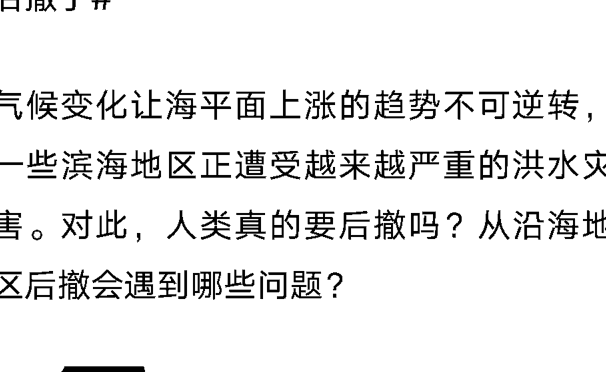 后撤了#
气候变化让海平面上涨的趋势不可逆转，
一些滨海地区正遭受越来越严重的洪水灾
害。对此，人类真的要后撤吗？从沿海地
区后撤会遇到哪些问题？